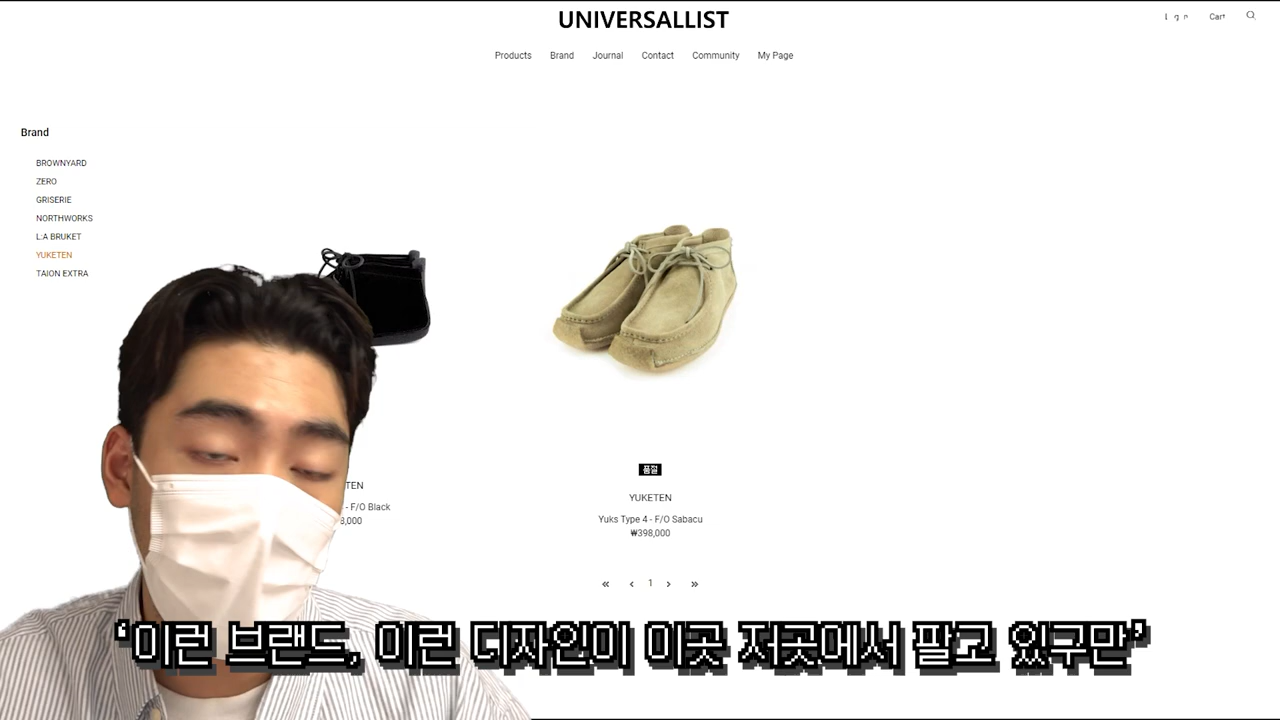 UNIVERSALLIST
Cart
Products Brand Journal Contact Community My Page
Brand
BROWNYARD
ZERO
GRISERIE
NORTHWORKS
L:A BRUKET
YUKETEN
TAION EXTRA
품절
YUKETEN
- F/O Black
Yuks Type 4 - F/O Sabacu
₩398,000
« ‹ 1 › »
‘이런 브랜드, 이런 디자인이 이곳 저곳에서 팔고 있구만’